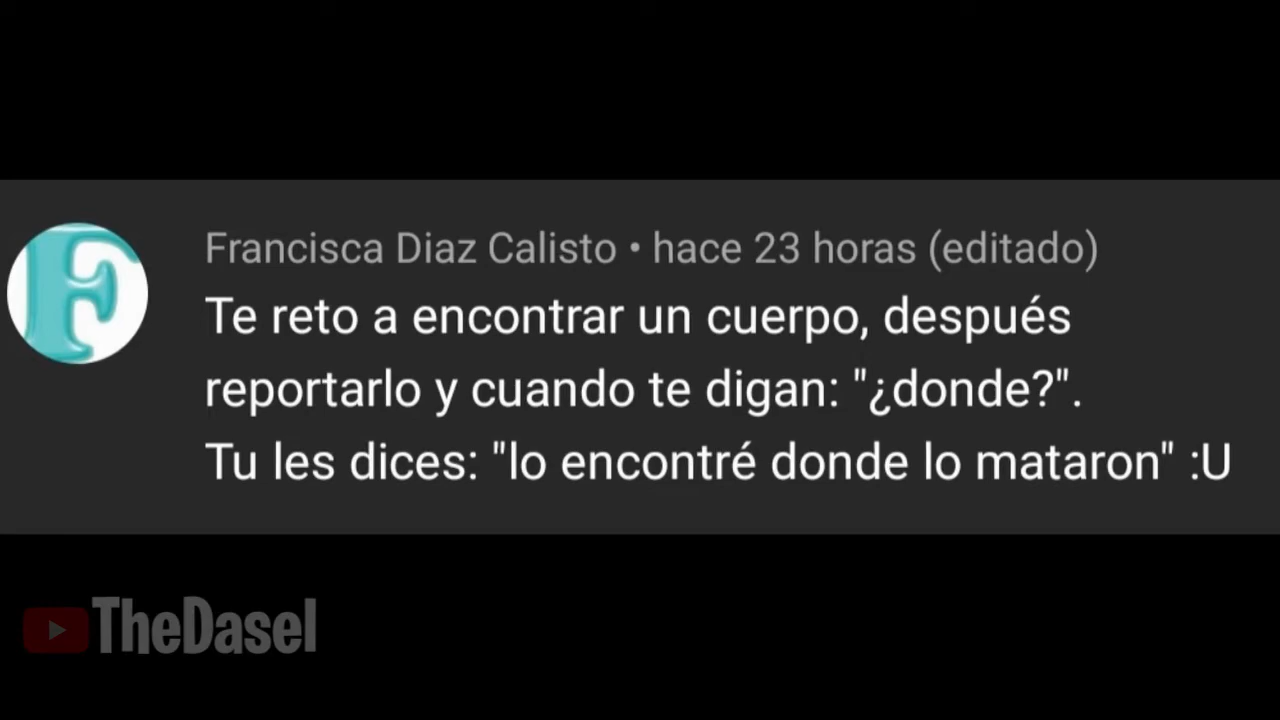 Francisca Diaz Calisto • hace 23 horas (editado)
Te reto a encontrar un cuerpo, después
reportarlo y cuando te digan: "¿donde?".
Tu les dices: "lo encontré donde lo mataron" :U
TheDasel